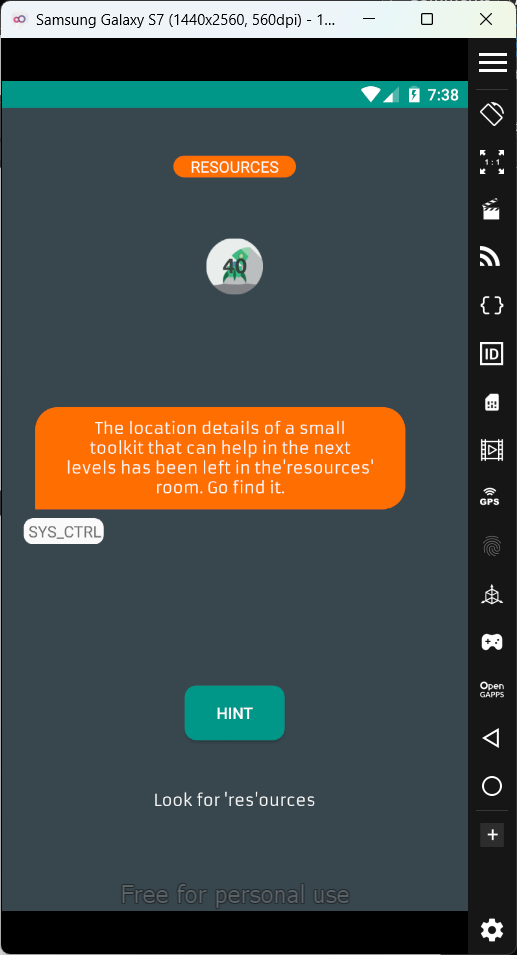 Samsung Galaxy S7 (1440x2560, 560dpi) - 1...
7:38
RESOURCES
40
The location details of a small
toolkit that can help in the next
levels has been left in the'resources'
room. Go find it.
SYS_CTRL
HINT
Look for 'res'ources
Free for personal use
1:1
ID
GPS
Open
GAPPS